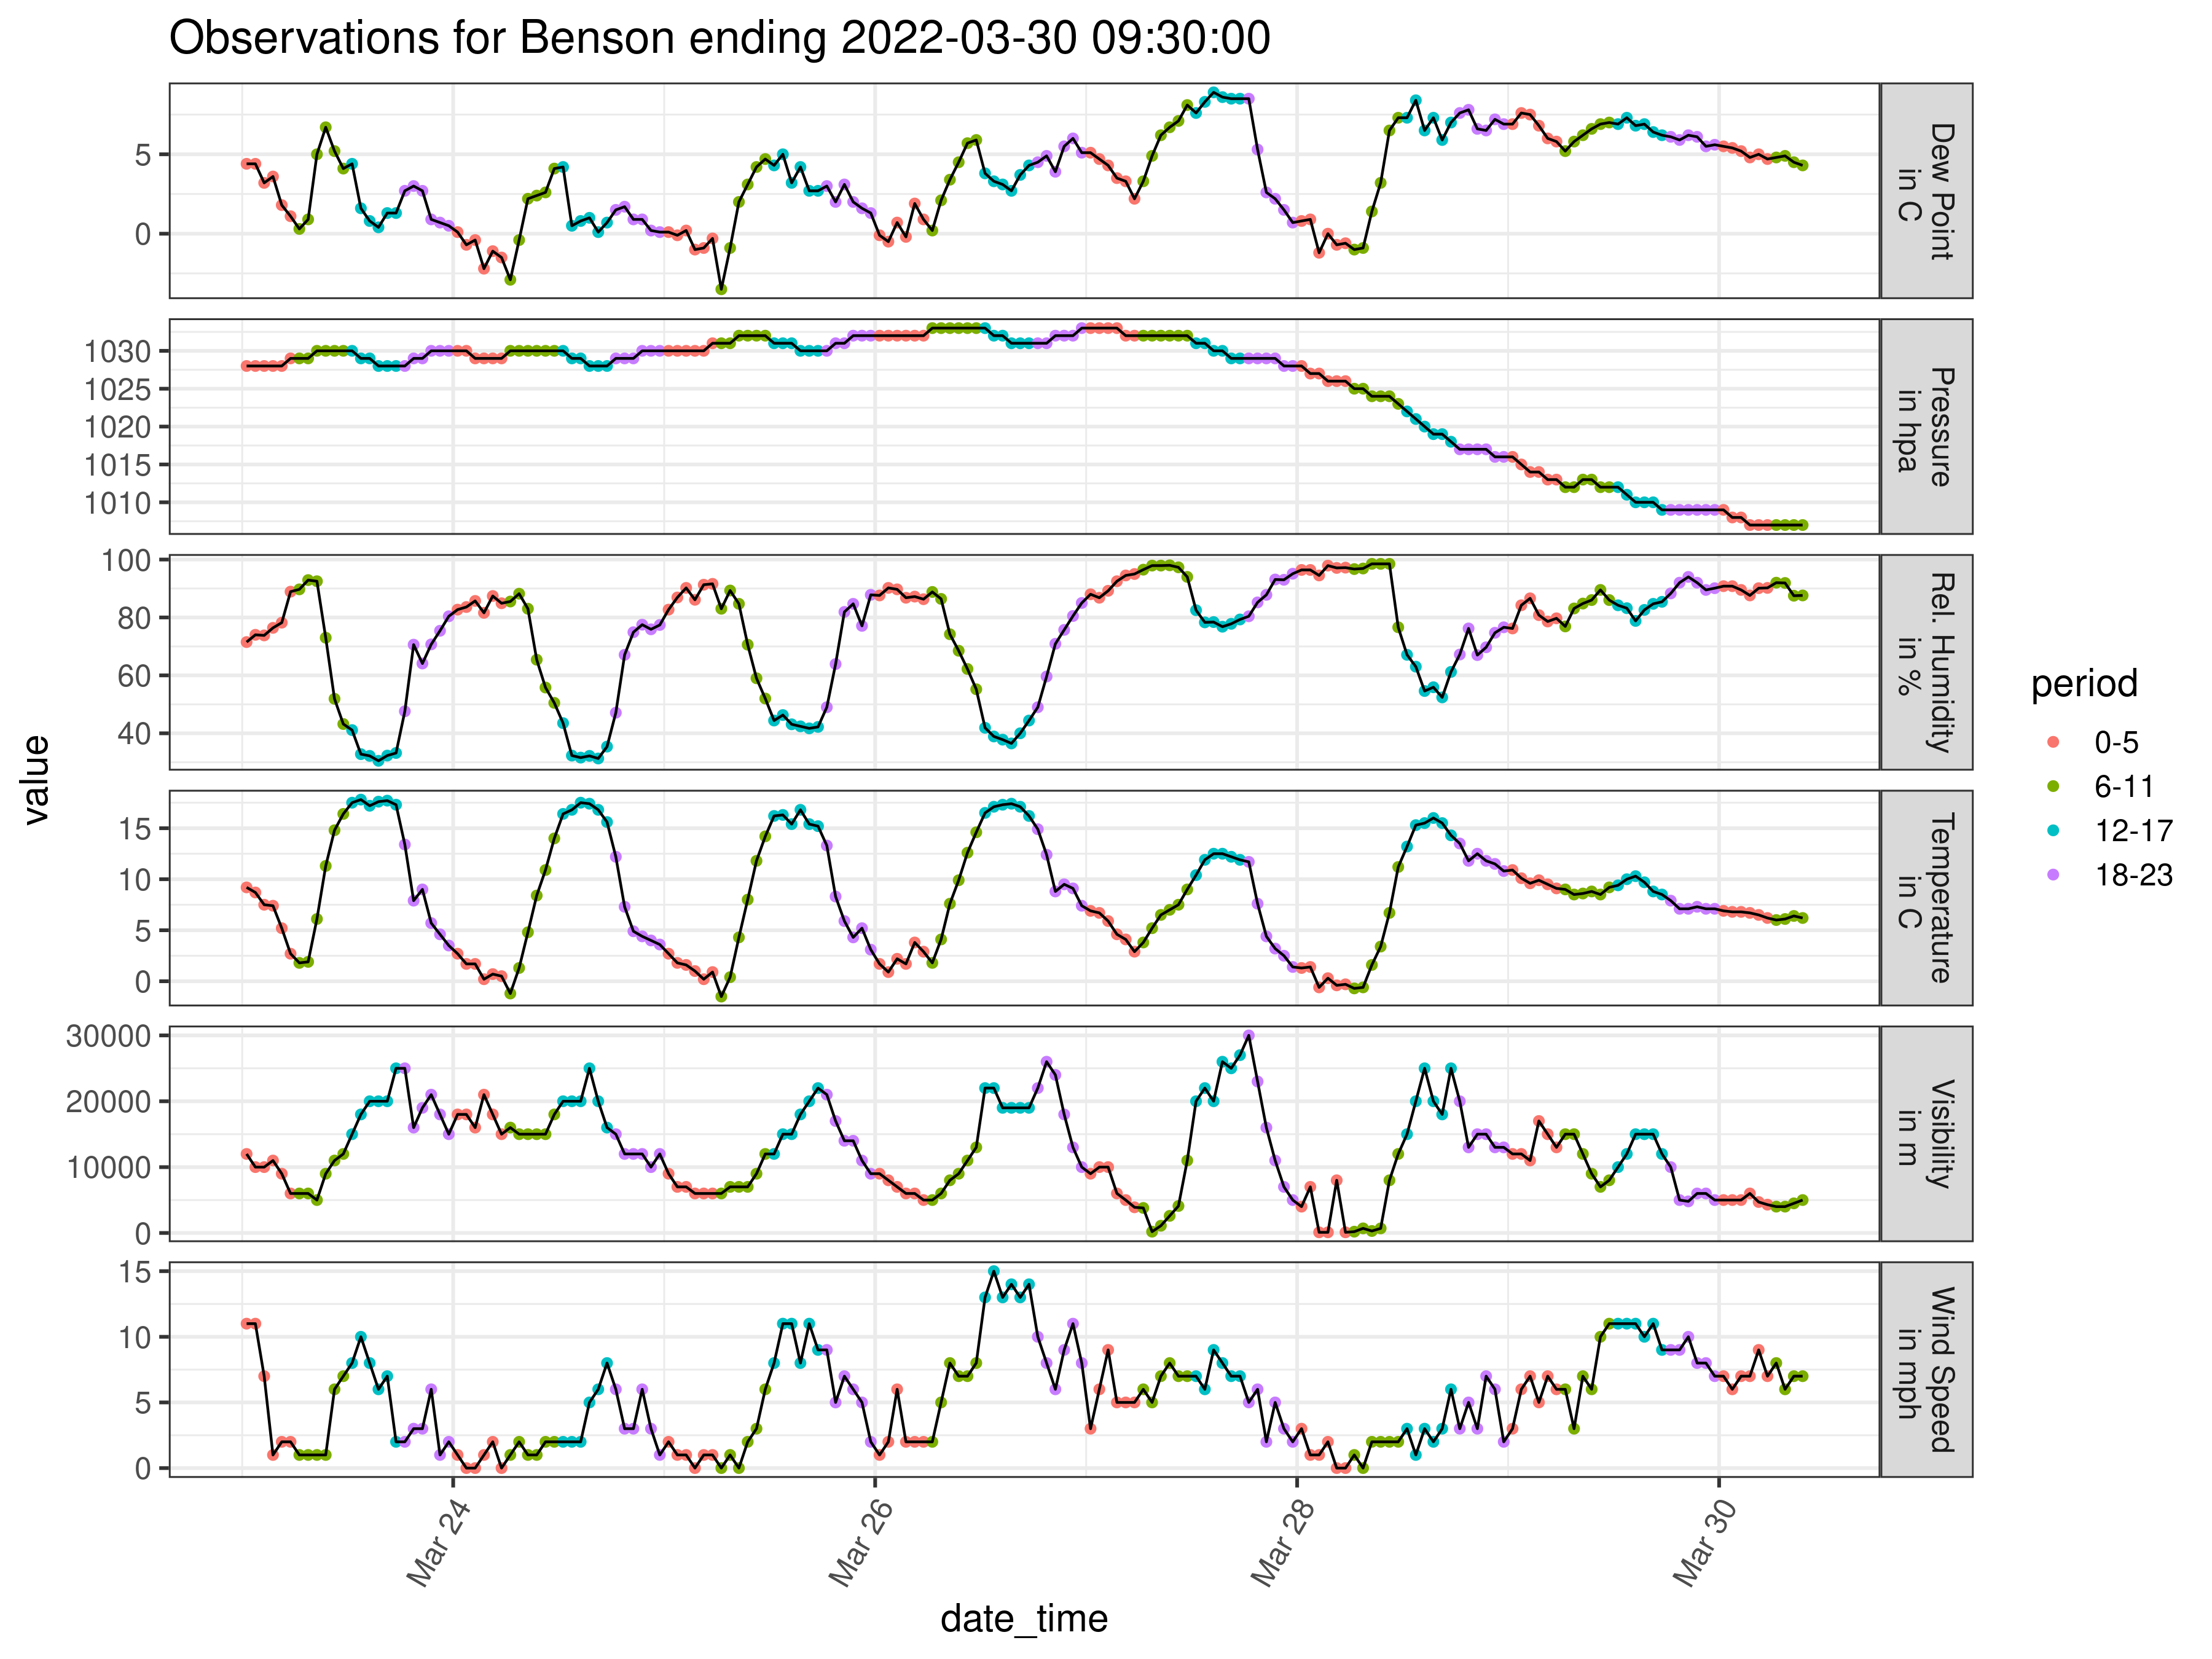 Observations for Benson ending 2022-03-30 09:30:00
5
0
Dew Point
in C
1030
1025
1020
1015
1010
Pressure
in hpa
100
80
60
40
Rel. Humidity
in %
15
10
5
0
Temperature
in C
30000
20000
10000
0
Visibility
in m
15
10
5
0
Wind Speed
in mph
value
Mar 24
Mar 26
Mar 28
Mar 30
date_time
period
0-5
6-11
12-17
18-23